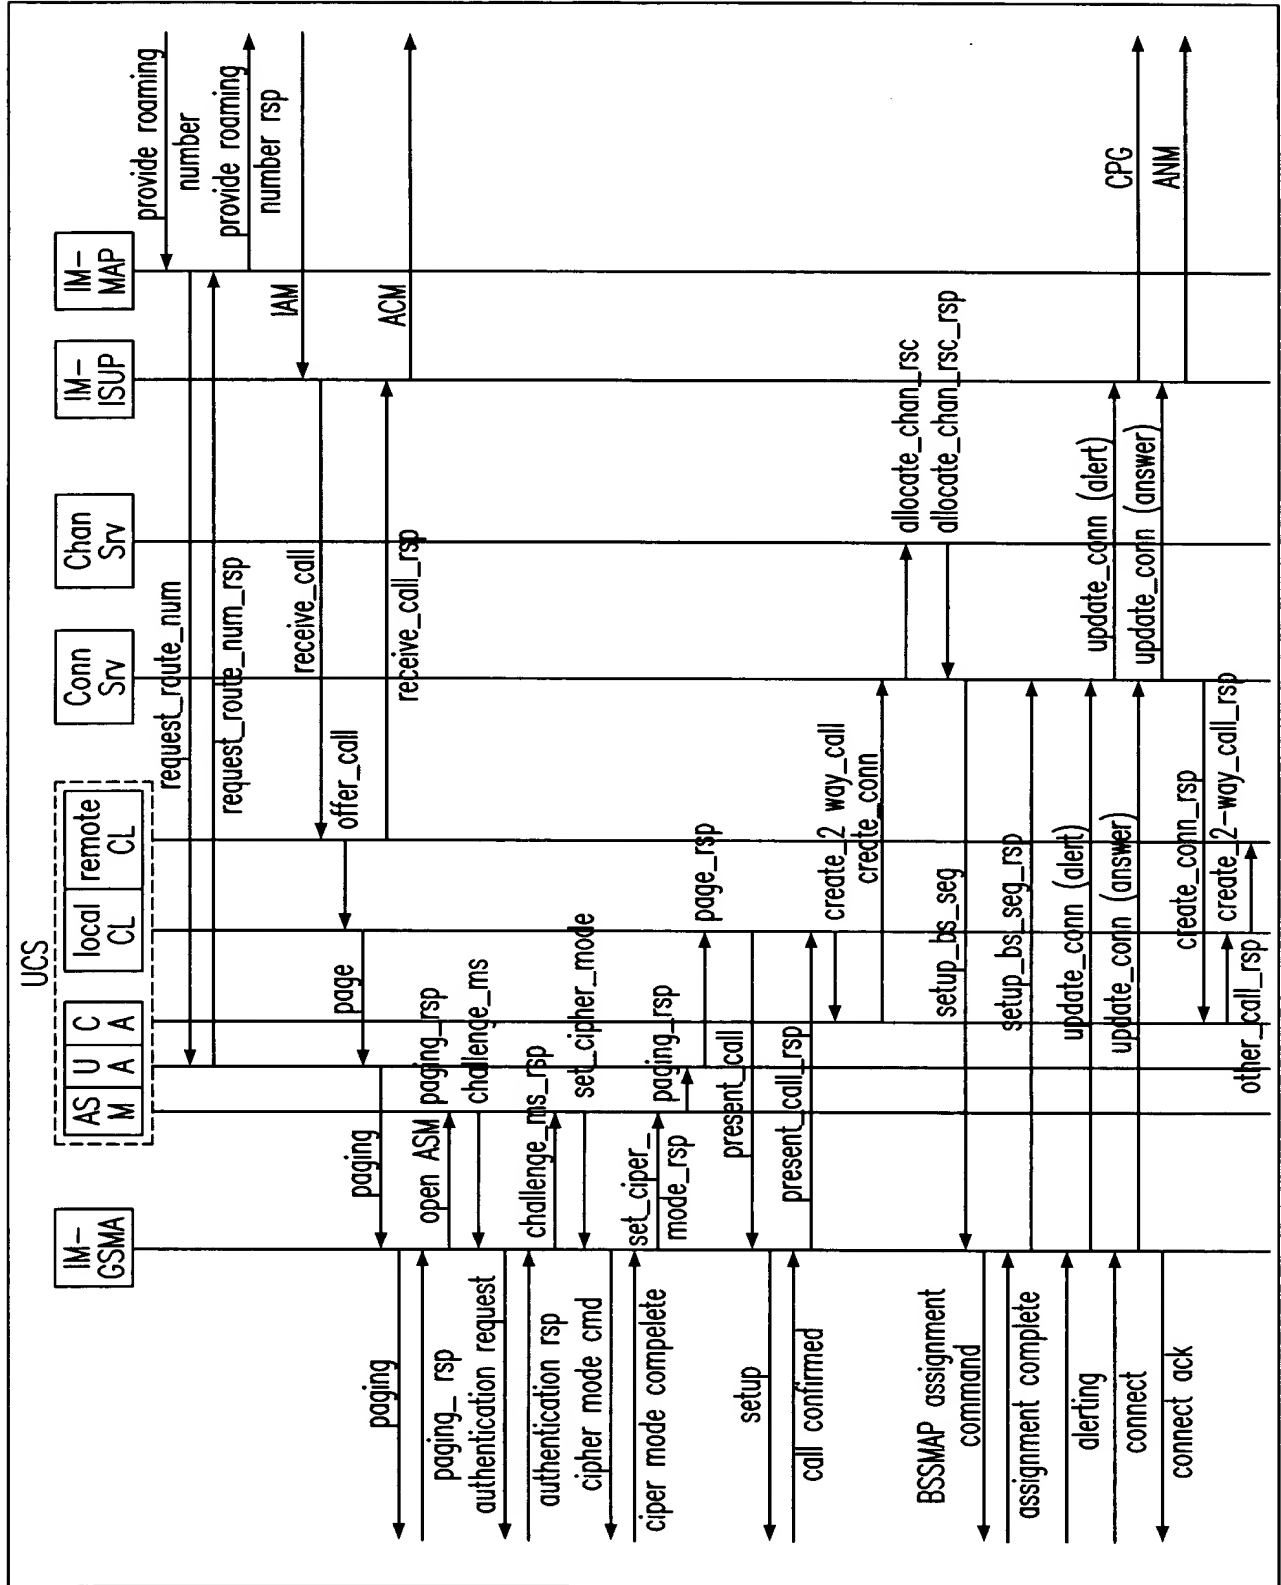 UCS
IM-
GSMA
AS
M
U
A
C
A
local
CL
remote
CL
Conn
Srv
Chan
Srv
IM-
ISUP
IM-
MAP
provide roaming
number
request_route_num
request_route_num_rsp
provide roaming
number rsp
IAM
receive_call
offer_call
page
paging
receive_call_rsp
ACM
paging
paging_ rsp
open ASM
paging_rsp
challenge_ms
authentication request
authentication rsp
challenge_ms_rsp
set_cipher_mode
cipher mode cmd
ciper mode complete
set_ciper_
mode_rsp
paging_rsp
page_rsp
present_call
setup
call confirmed
present_call_rsp
create_2 way_call
create_conn
allocate_chan_rsc
allocate_chan_rsc_rsp
setup_bs_seg
BSSMAP assignment
command
assignment complete
setup_bs_seg_rsp
alerting
update_conn (alert)
update_conn (alert)
CPG
connect
update_conn (answer)
update_conn (answer)
ANM
connect ack
create_conn_rsp
create_2-way_call_rsp
other_call_rsp